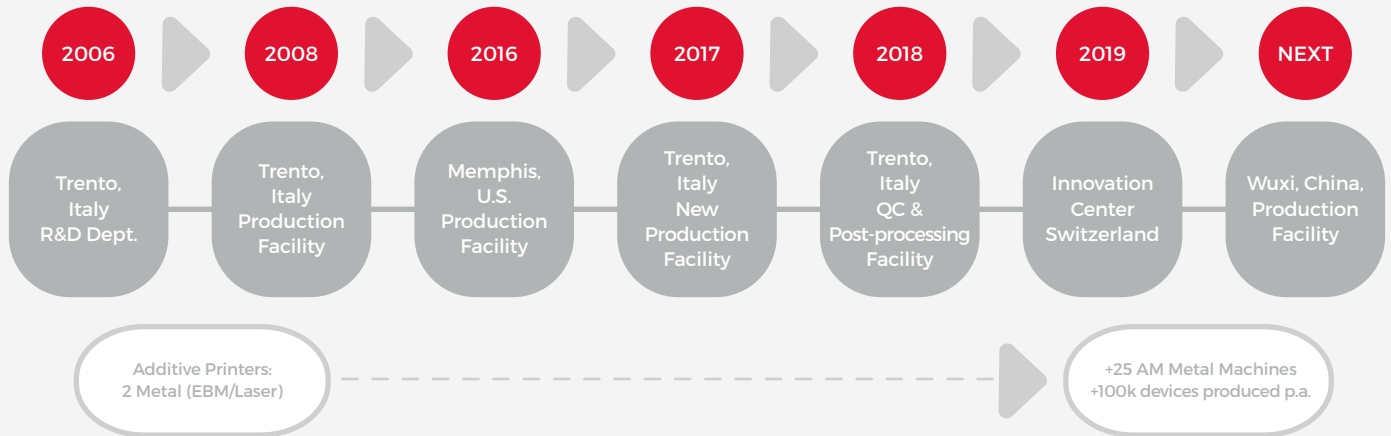 2006
2008
2016
2017
2018
2019
NEXT
Trento,
Italy
R&D Dept.
Trento,
Italy
Production
Facility
Memphis,
U.S.
Production
Facility
Trento,
Italy
New
Production
Facility
Trento,
Italy
QC &
Post-processing
Facility
Innovation
Center
Switzerland
Wuxi, China,
Production
Facility
Additive Printers:
2 Metal (EBM/Laser)
+25 AM Metal Machines
+100k devices produced p.a.